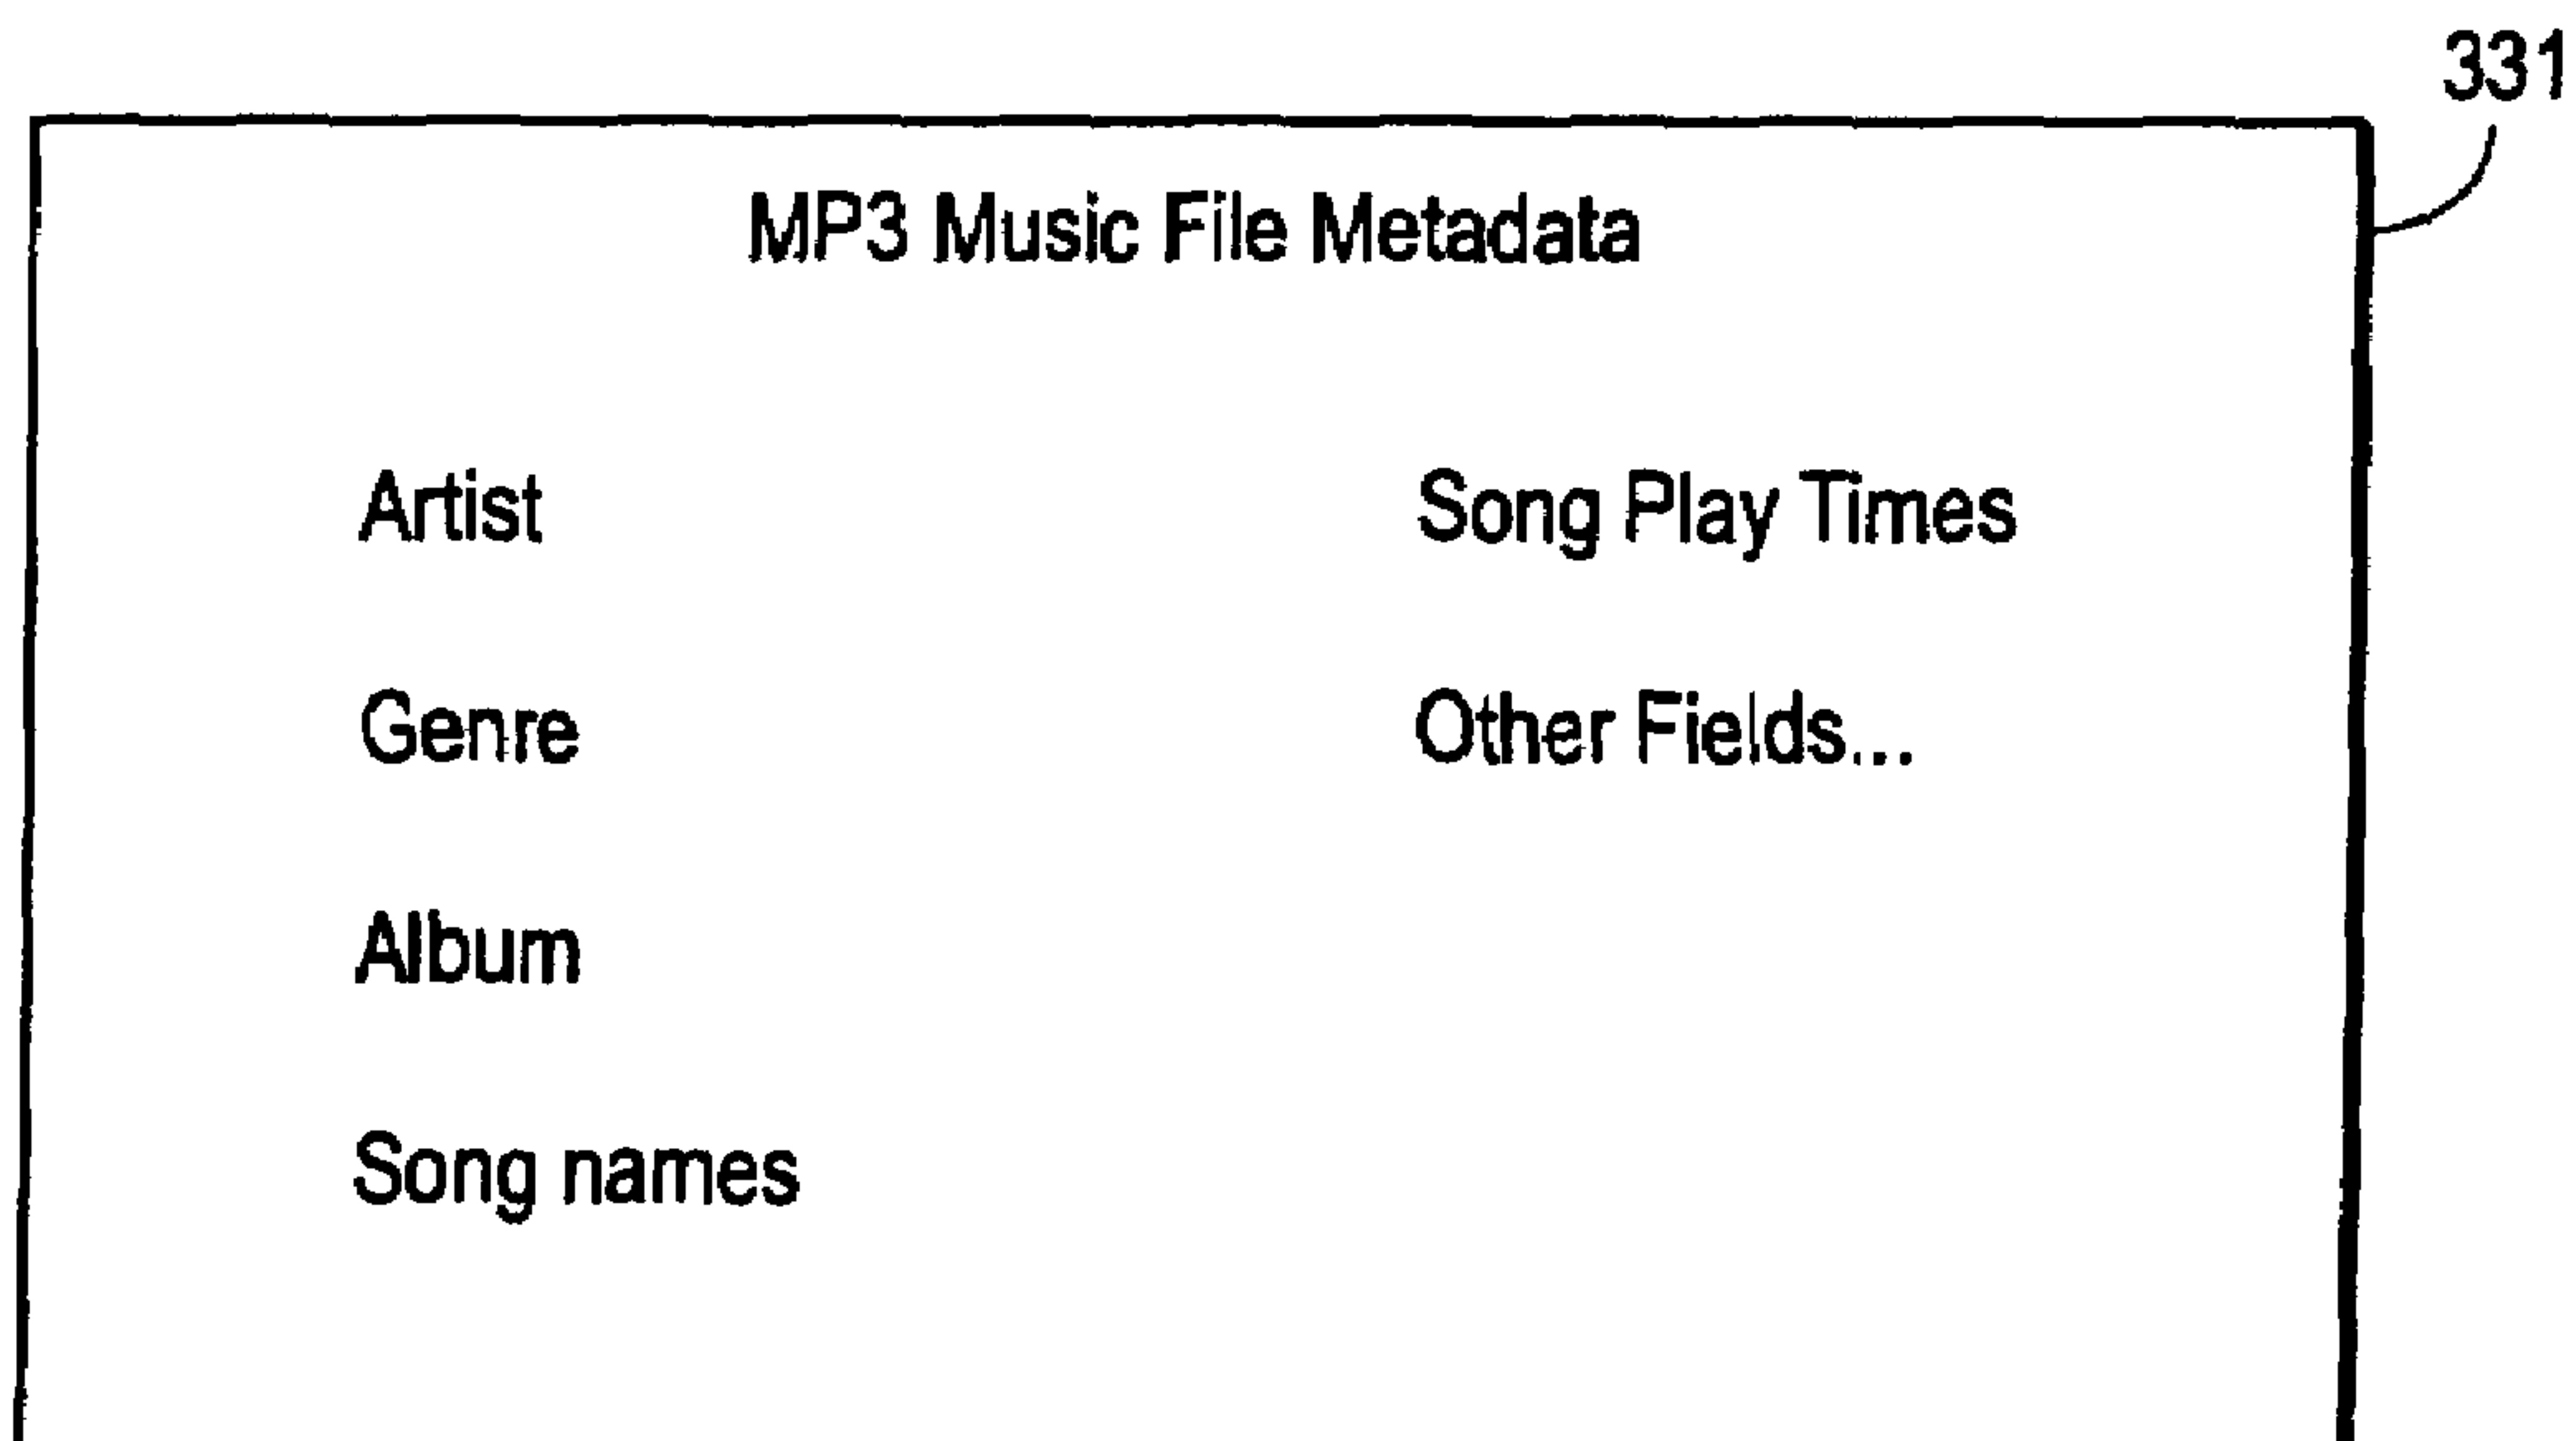 331
MP3 Music File Metadata
Artist
Genre
Album
Song names
Song Play Times
Other Fields...